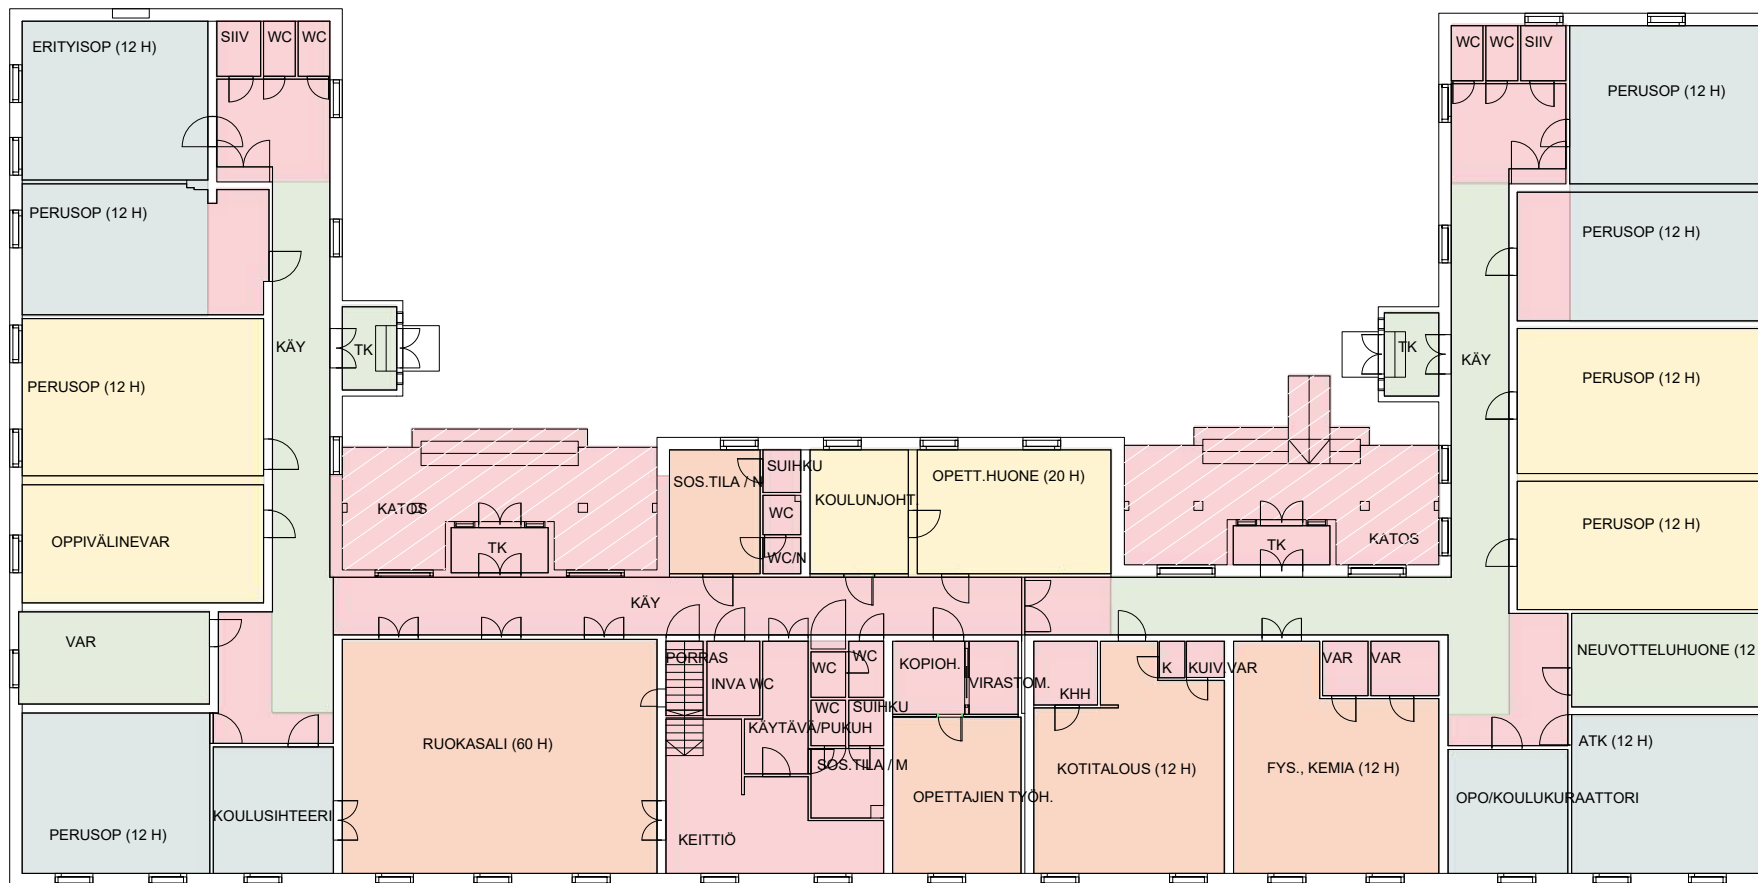 ERITYISOP (12 H)
SIIV
WC
WC
WC
WC
SIIV
PERUSOP (12 H)
PERUSOP (12 H)
PERUSOP (12 H)
KÄY
TK
TK
KÄY
PERUSOP (12 H)
PERUSOP (12 H)
SOS.TILA / N
SUIHKU
WC
WC/N
KOULUNJOHT.
OPETT.HUONE (20 H)
KATOS
TK
TK
KATOS
PERUSOP (12 H)
OPPIVÄLINEVAR
KÄY
VAR
PORRAS
INVA WC
WC
WC
KOPIOH.
VIRASTOM.
KHH
K
KUIV.VAR
VAR
VAR
NEUVOTTELUHUONE (12
WC
SUIHKU
KÄYTÄVÄ/PUKUH
RUOKASALI (60 H)
SOS.TILA / M
KOTITALOUS (12 H)
FYS., KEMIA (12 H)
ATK (12 H)
OPETTAJIEN TYÖH.
OPO/KOULUKURAATTORI
KOULUSIHTEERI
PERUSOP (12 H)
KEITTIÖ